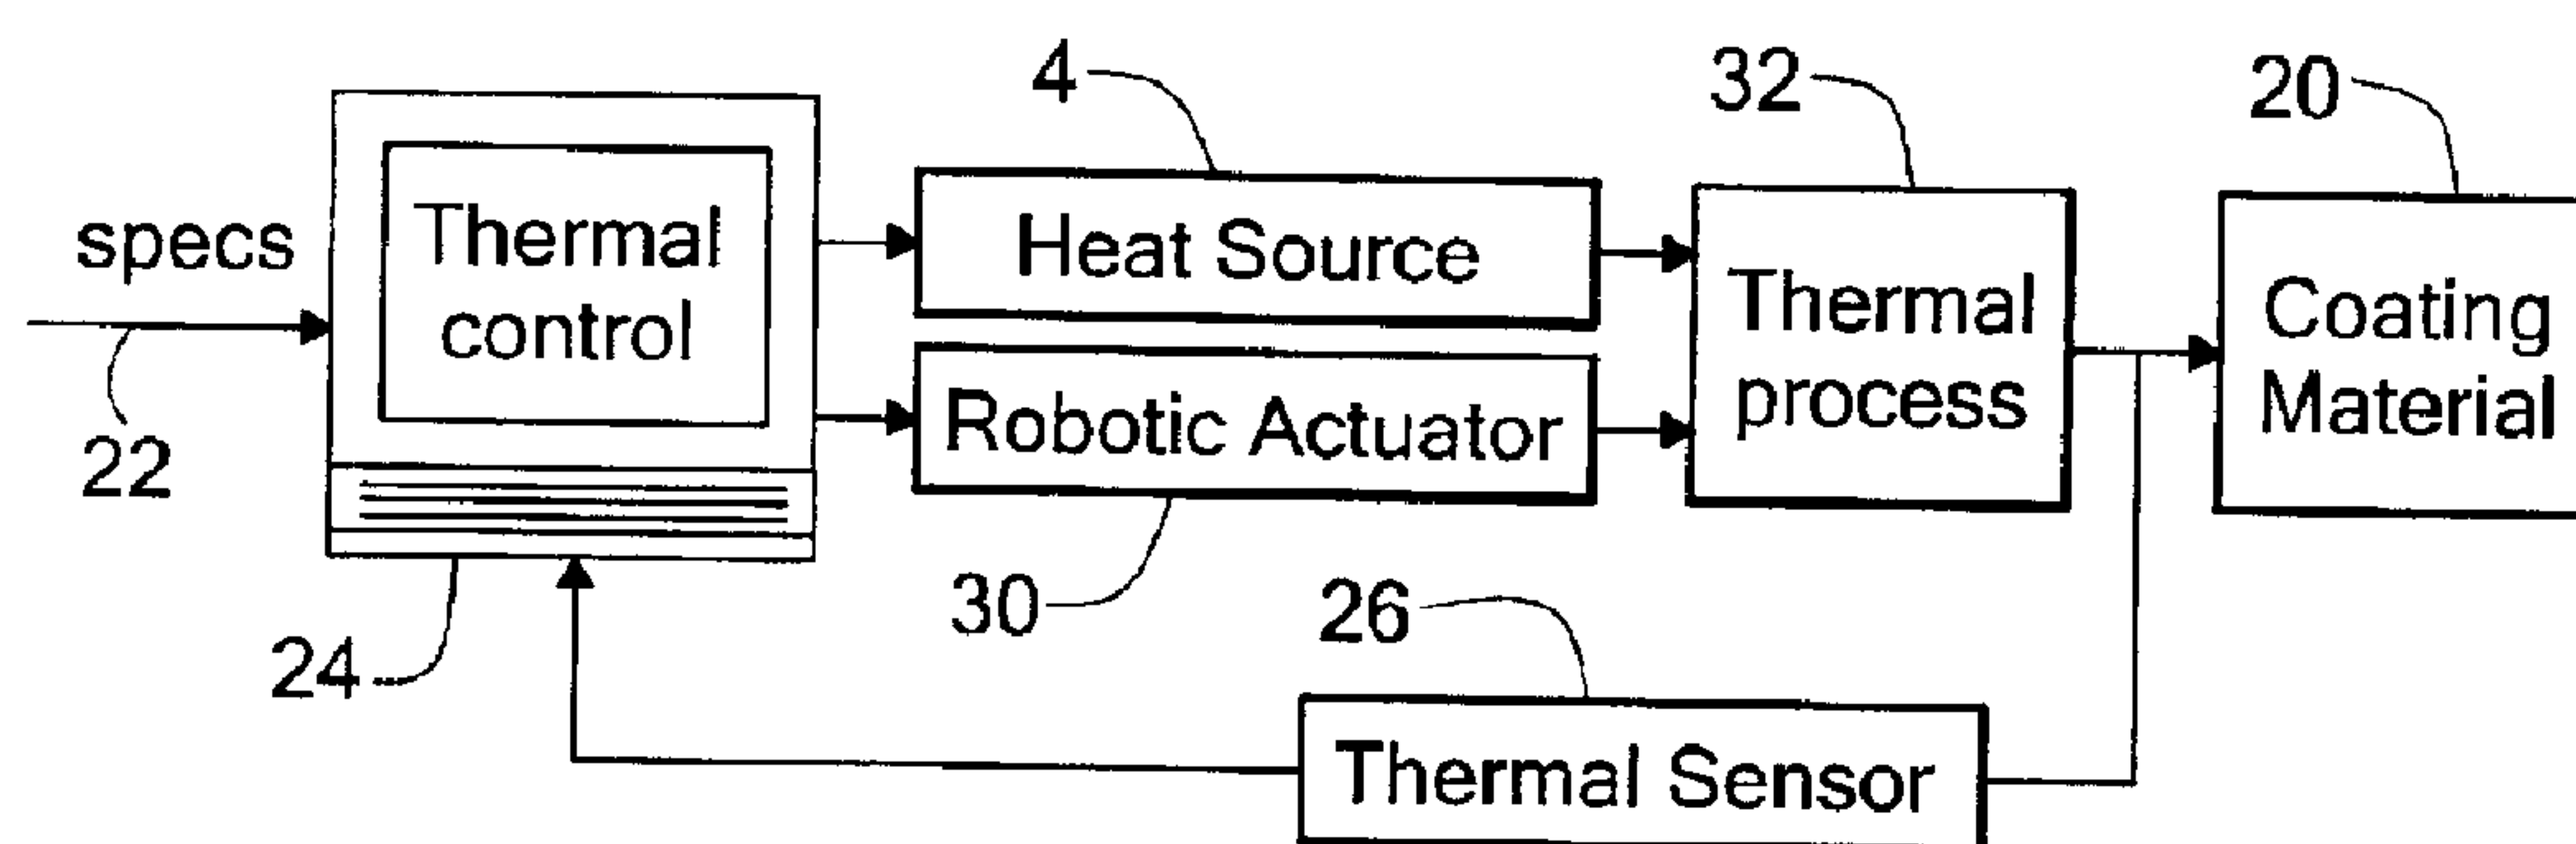 4
32
20
specs
Thermal
control
Heat Source
Thermal
process
Coating
Material
Robotic Actuator
22
30
26
24
Thermal Sensor